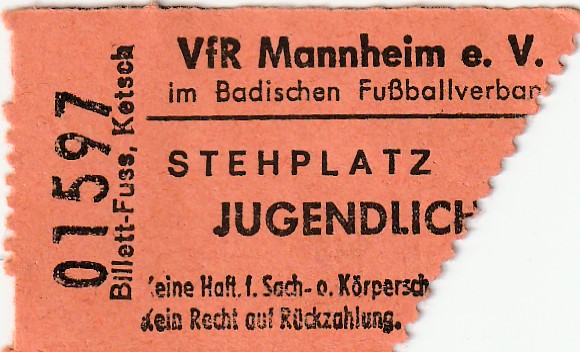 VfR Mannheim e. V.
im Badischen Fußballverban
STEHPLATZ
JUGENDLICH
Keine Haft. f. Sach- o. Körpersch
Kein Recht auf Rückzahlung.
01597
Billett-Fuss, Ketsch